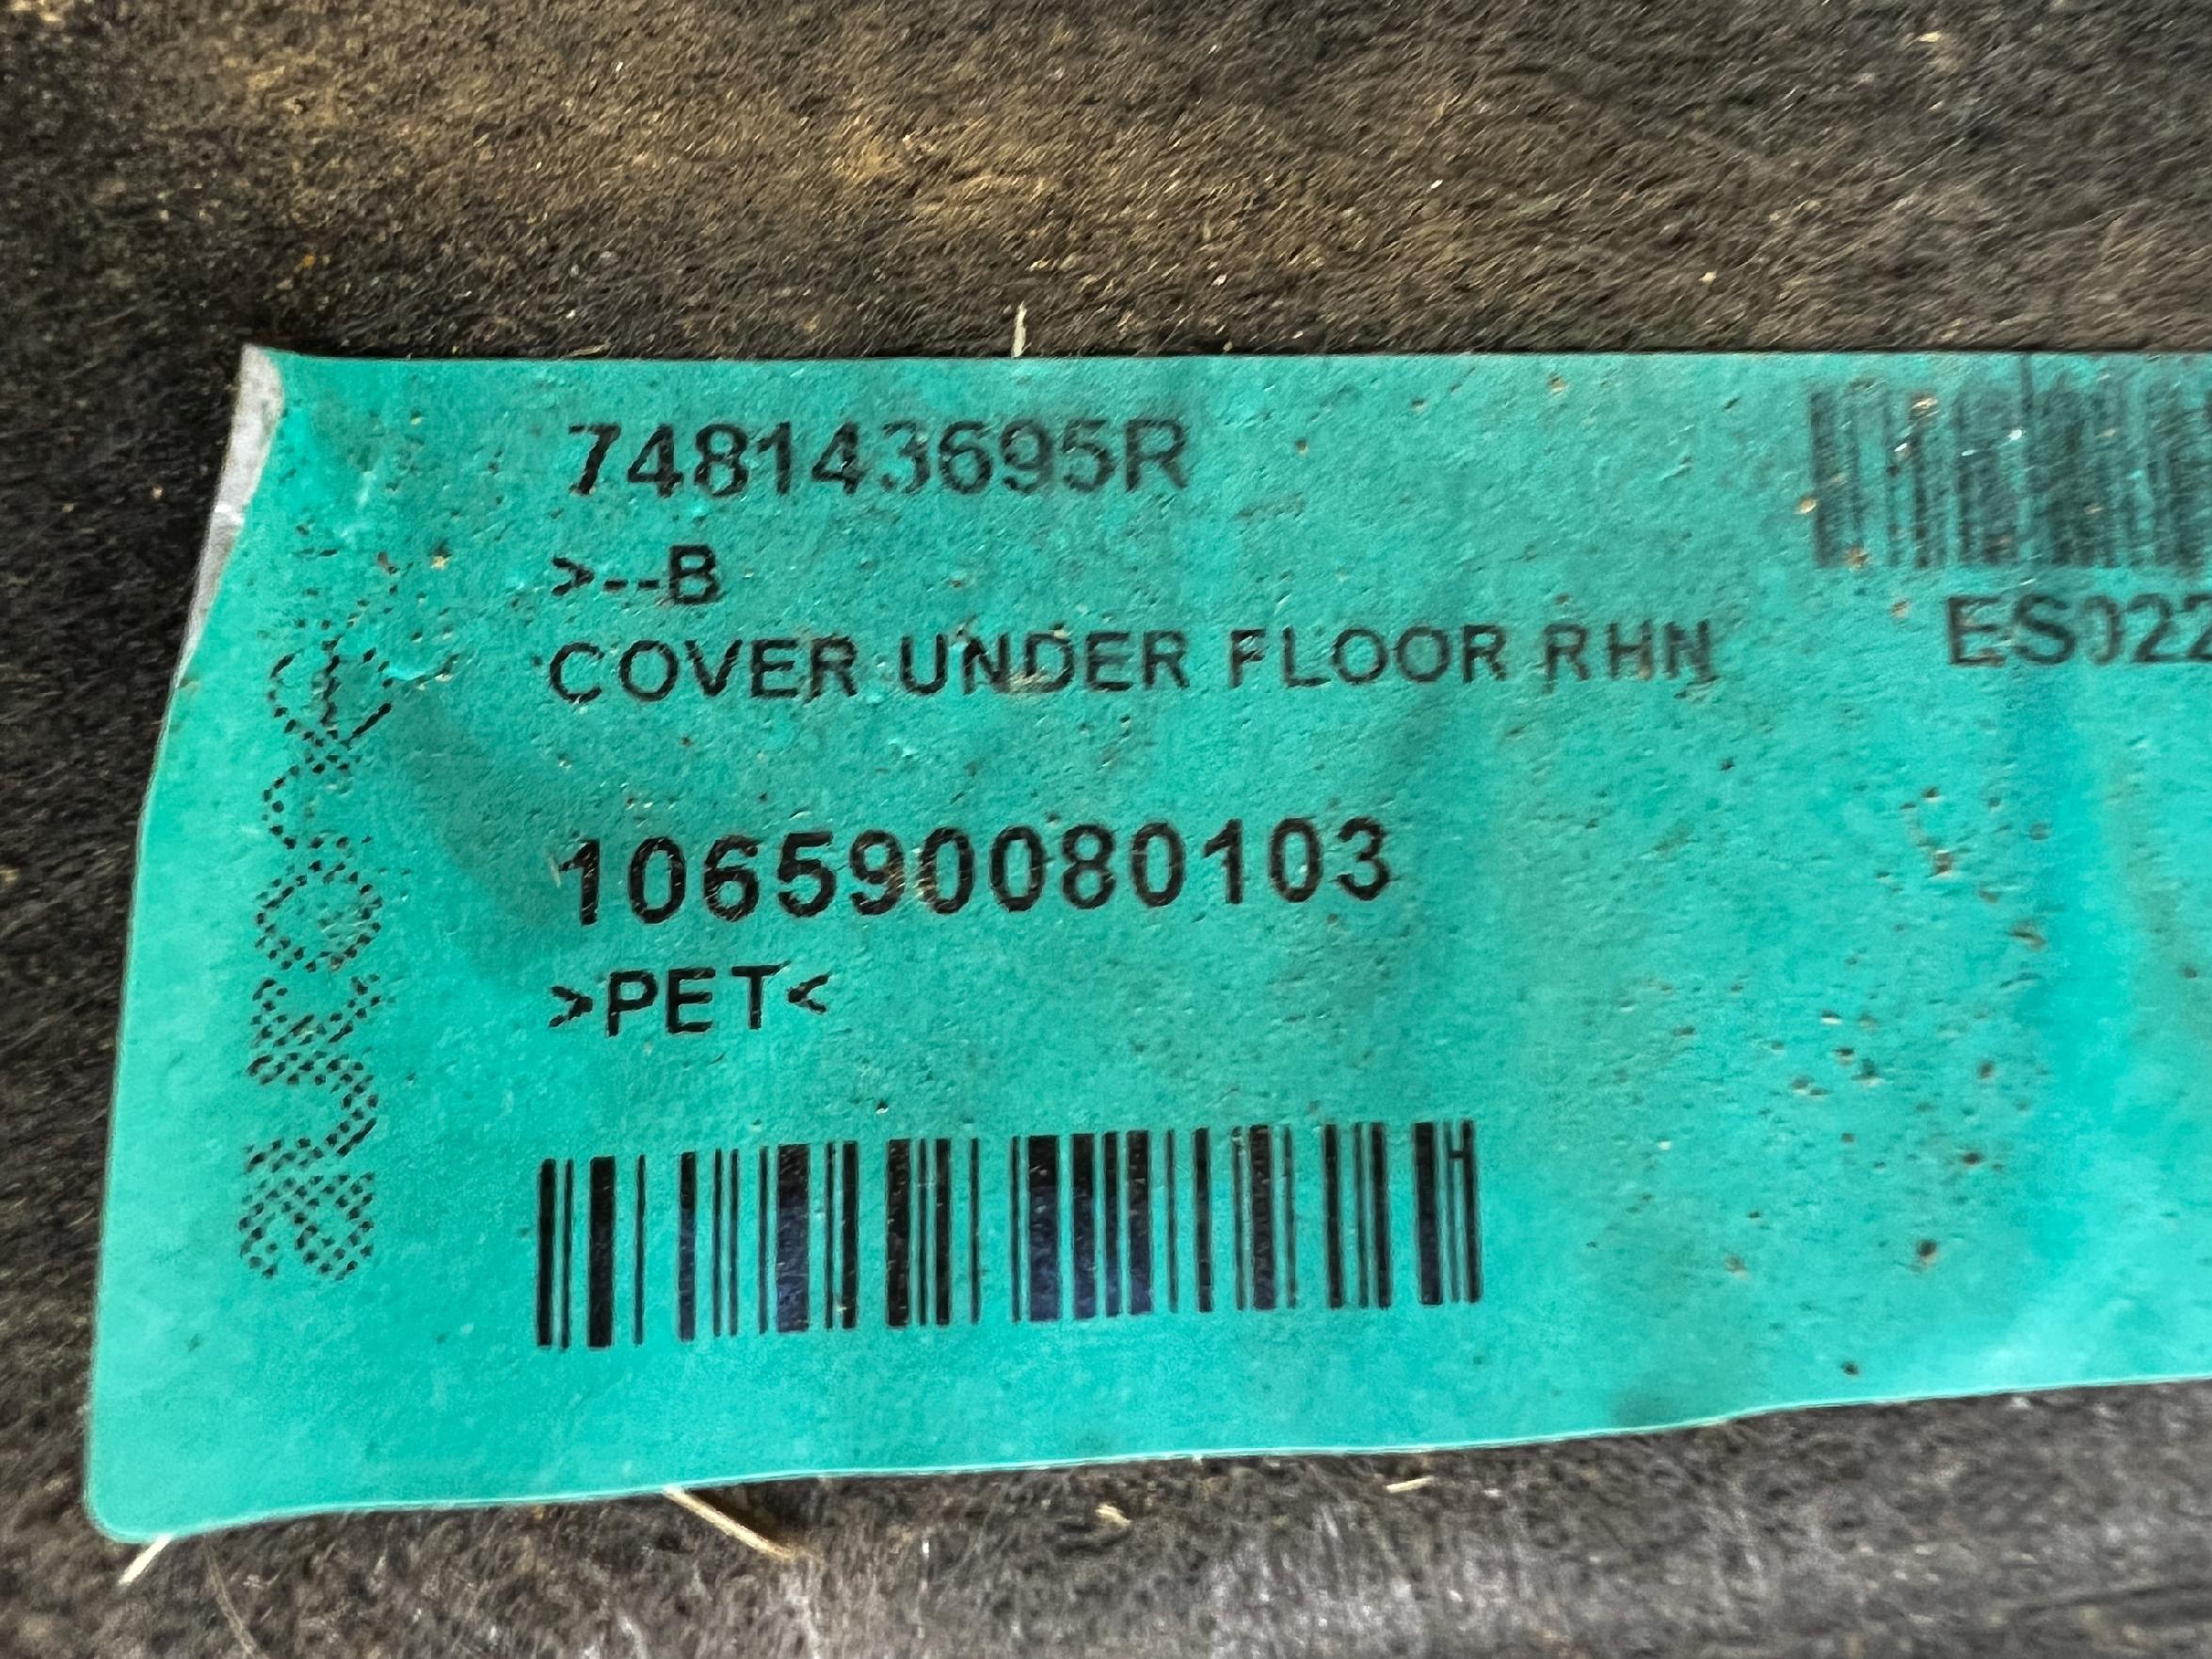 748143695R
>--B
COVER UNDER FLOOR RHN
ES022
106590080103
>PET<